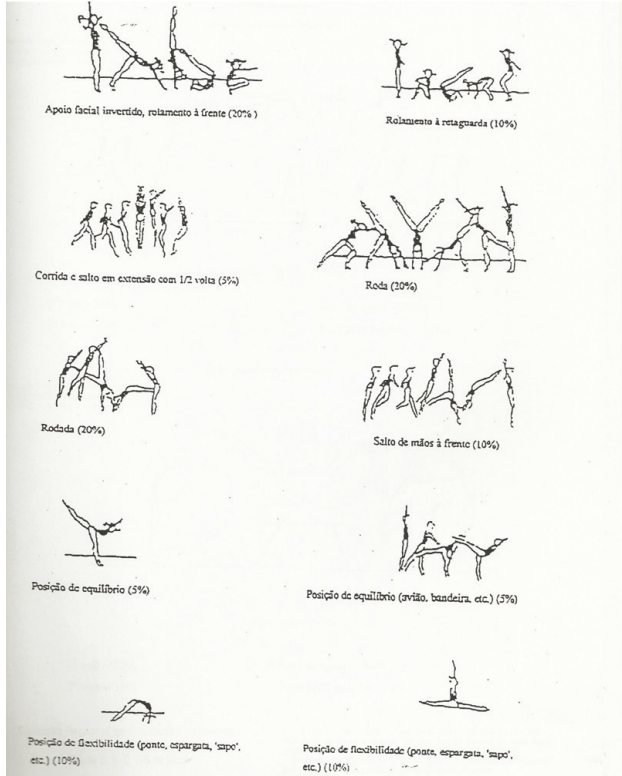 Apoio facial invertido, rolamento à frente (20%)
Rolamento à retaguarda (10%)
Corrida e salto em extensão com 1/2 volta (5%)
Roda (20%)
Rodada (20%)
Salto de mãos à frente (10%)
Posição de equilíbrio (5%)
Posição de equilíbrio (avião, bandeira, etc.) (5%)
Posição de flexibilidade (ponte, espargata, 'sapo',
etc.) (10%)
Posição de flexibilidade (ponte, espargata, 'sapo',
etc.) (10%)